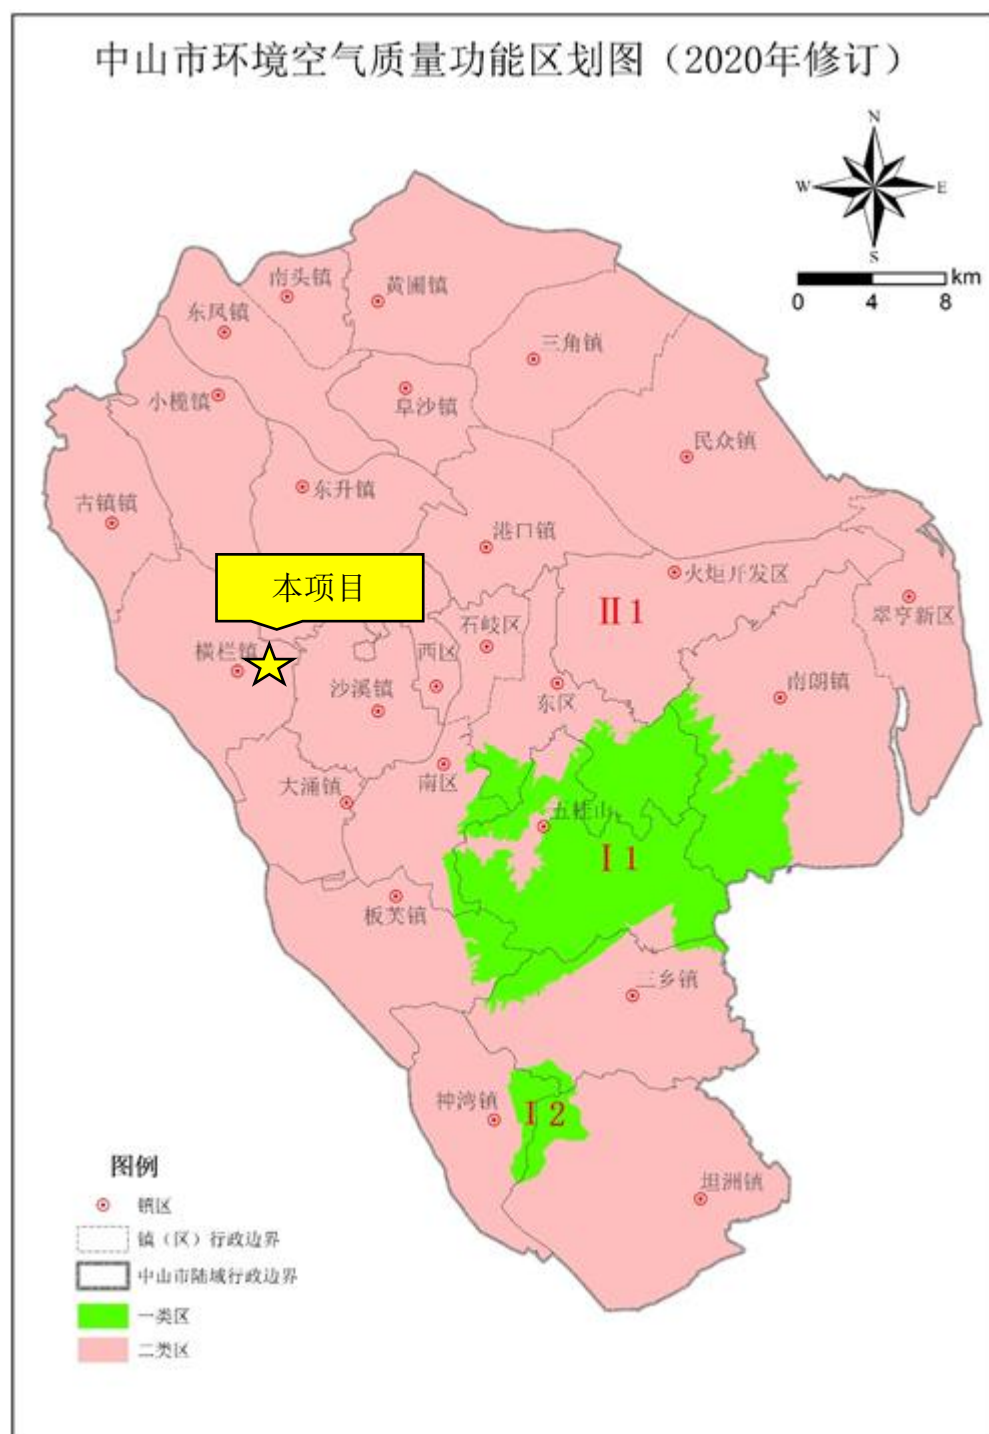 中山市环境空气质量功能区划图（2020年修订）
N
W
E
S
km
0
4
8
南头镇
黄圃镇
东凤镇
三角镇
小榄镇
阜沙镇
民众镇
古镇镇
东升镇
港口镇
火炬开发区
本项目
Ⅱ1
翠亨新区
石岐区
横栏镇
西区
沙溪镇
东区
南朗镇
南区
大涌镇
五桂山
Ⅰ1
板芙镇
三乡镇
神湾镇
Ⅰ2
坦洲镇
图例
镇区
镇（区）行政边界
中山市陆域行政边界
一类区
二类区